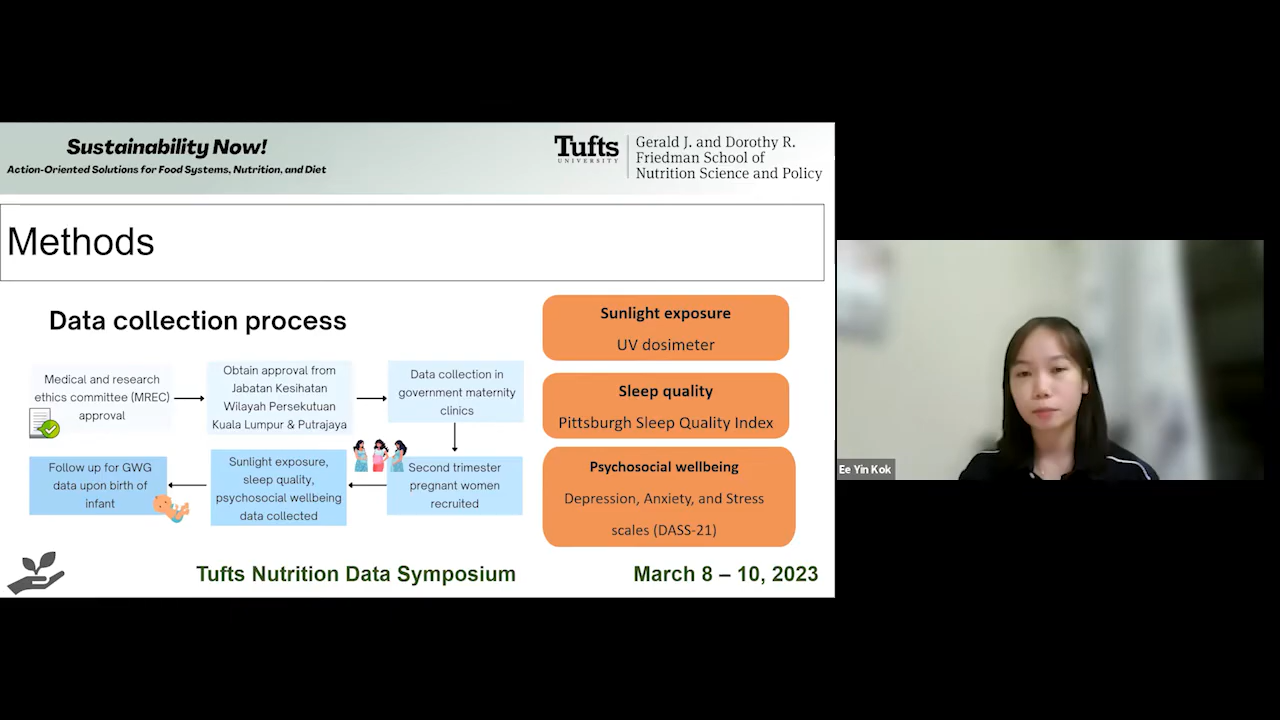 Sustainability Now!
Action-Oriented Solutions for Food Systems, Nutrition, and Diet
Tufts
UNIVERSITY
Gerald J. and Dorothy R.
Friedman School of
Nutrition Science and Policy
Methods
Data collection process
Medical and research
ethics committee (MREC)
approval
Obtain approval from
Jabatan Kesihatan
Wilayah Persekutuan
Kuala Lumpur & Putrajaya
Data collection in
government maternity
clinics
Second trimester
pregnant women
recruited
Sunlight exposure,
sleep quality,
psychosocial wellbeing
data collected
Follow up for GWG
data upon birth of
infant
Sunlight exposure
UV dosimeter
Sleep quality
Pittsburgh Sleep Quality Index
Psychosocial wellbeing
Depression, Anxiety, and Stress
scales (DASS-21)
Tufts Nutrition Data Symposium
March 8 – 10, 2023
Ee Yin Kok